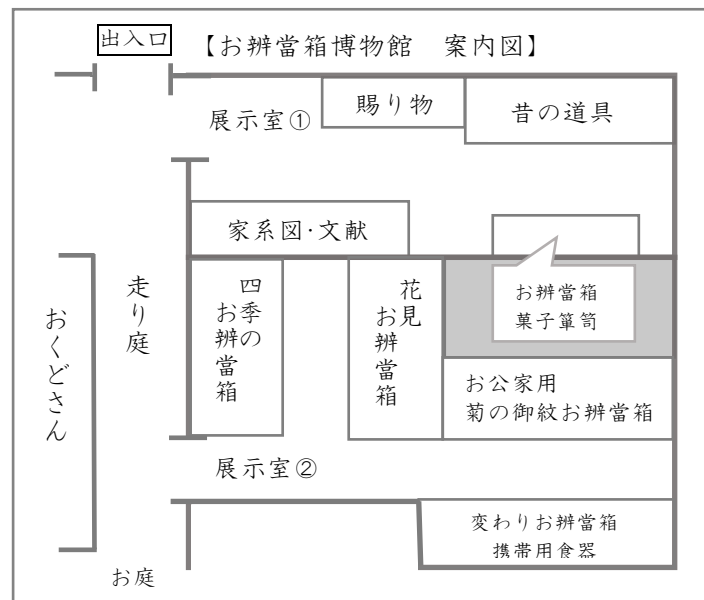 出入口
【お辨當箱博物館　案内図】
展示室①
賜り物
昔の道具
家系図·文献
お辨當箱
菓子箪笥
四季の
お辨當箱
花見
お辨當箱
お公家用
菊の御紋お辨當箱
走り庭
おくどさん
展示室②
変わりお辨當箱
携帯用食器
お庭